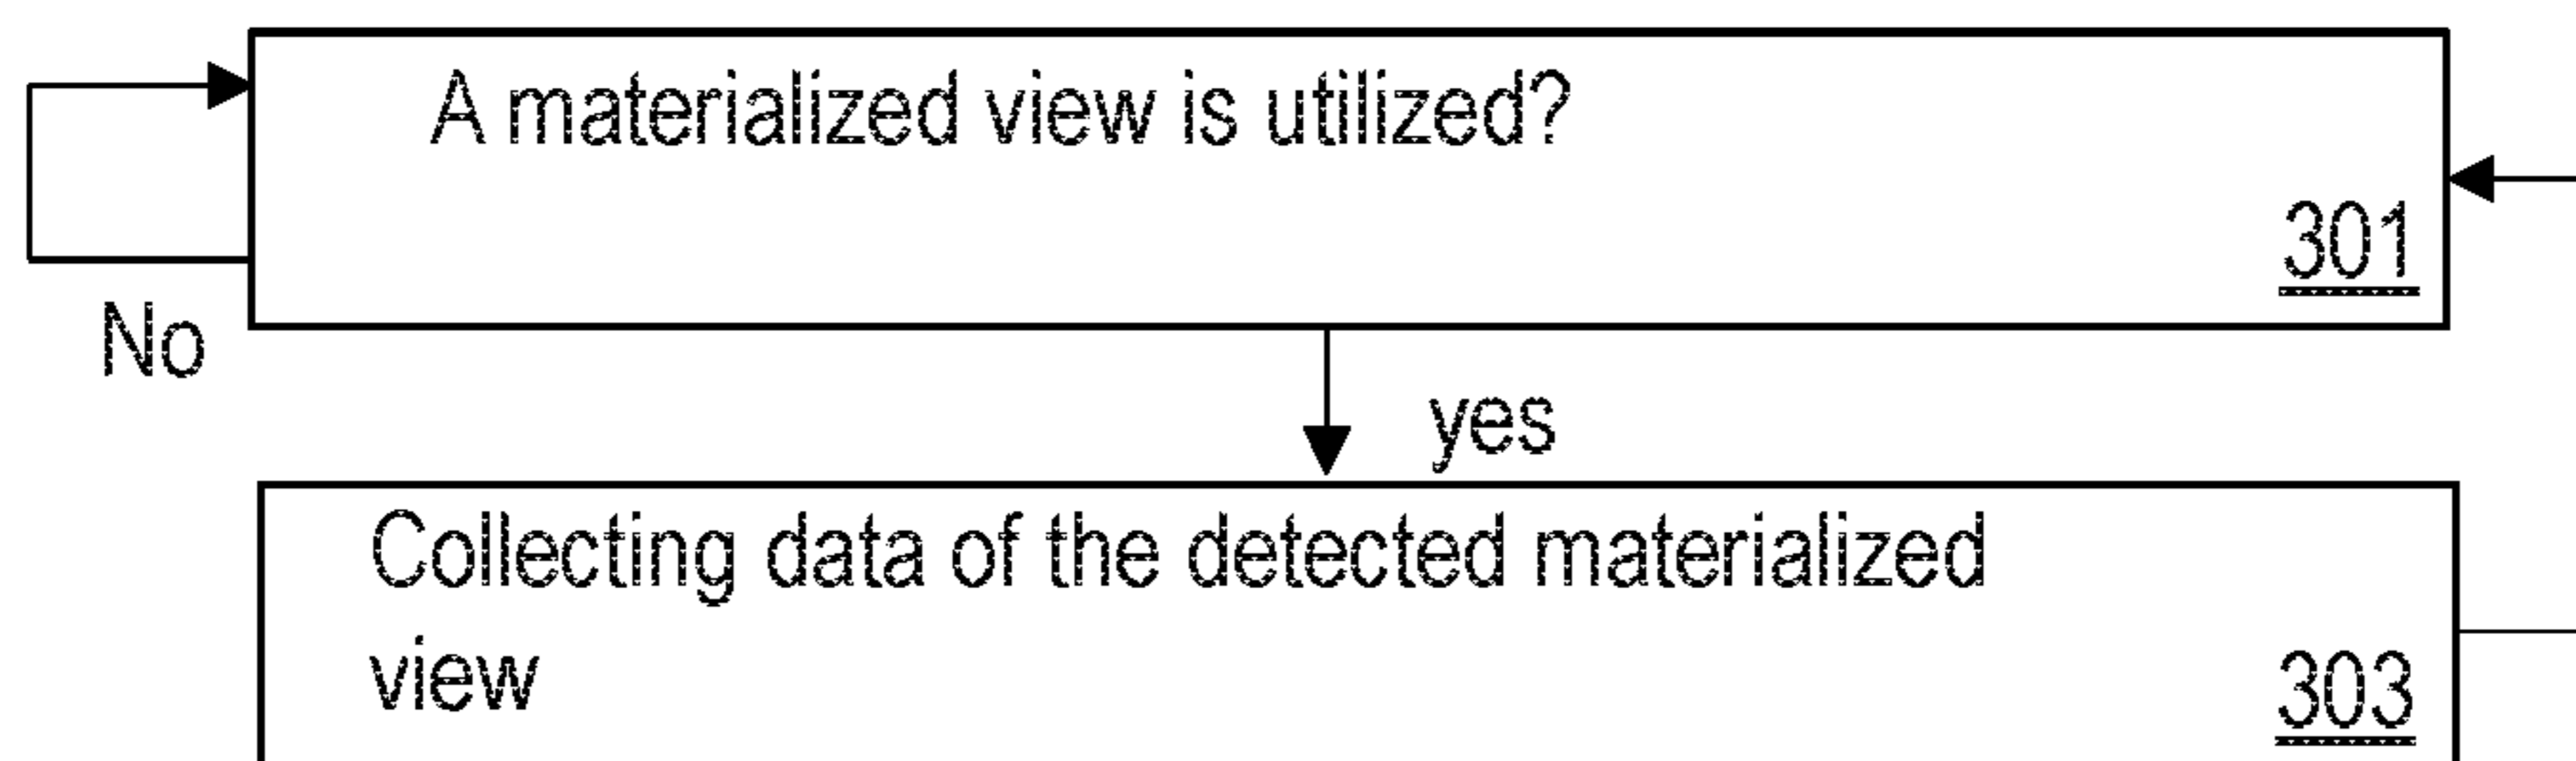 A materialized view is utilized?
301
No
yes
Collecting data of the detected materialized
view
303